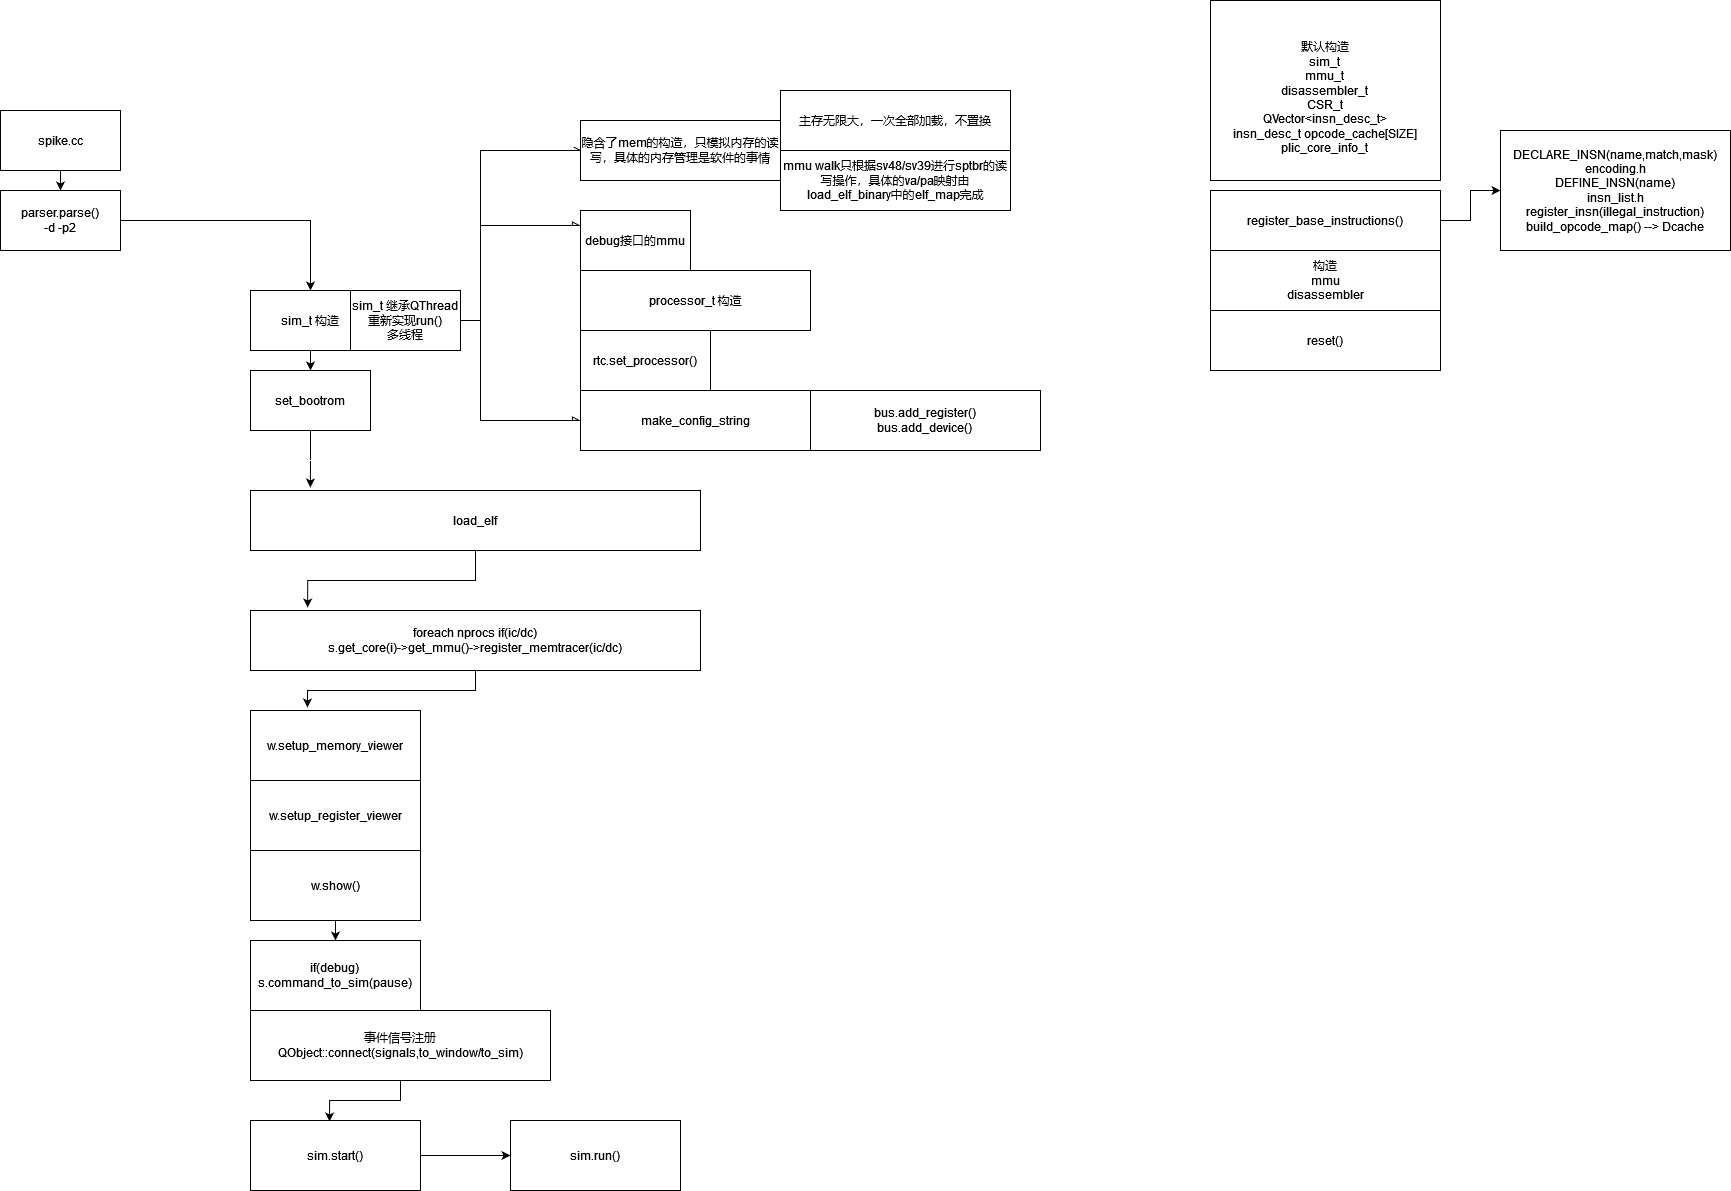 spike.cc
parser.parse()
-d -p2
sim_t 构造
sim_t 继承QThread
重新实现run()
多线程
set_bootrom
隐含了mem的构造，只模拟内存的读
写，具体的内存管理是软件的事情
主存无限大，一次全部加载，不置换
mmu walk只根据sv48/sv39进行sptbr的读
写操作，具体的va/pa映射由
load_elf_binary中的elf_map完成
debug接口的mmu
processor_t 构造
rtc.set_processor()
make_config_string
bus.add_register()
bus.add_device()
load_elf
foreach nprocs if(ic/dc)
s.get_core(i)->get_mmu()->register_memtracer(ic/dc)
w.setup_memory_viewer
w.setup_register_viewer
w.show()
if(debug)
s.command_to_sim(pause)
事件信号注册
QObject::connect(signals,to_window/to_sim)
sim.start()
sim.run()
默认构造
sim_t
mmu_t
disassembler_t
CSR_t
QVector<insn_desc_t>
insn_desc_t opcode_cache[SIZE]
plic_core_info_t
register_base_instructions()
构造
mmu
disassembler
reset()
DECLARE_INSN(name,match,mask)
encoding.h
DEFINE_INSN(name)
insn_list.h
register_insn(illegal_instruction)
build_opcode_map() --> Dcache